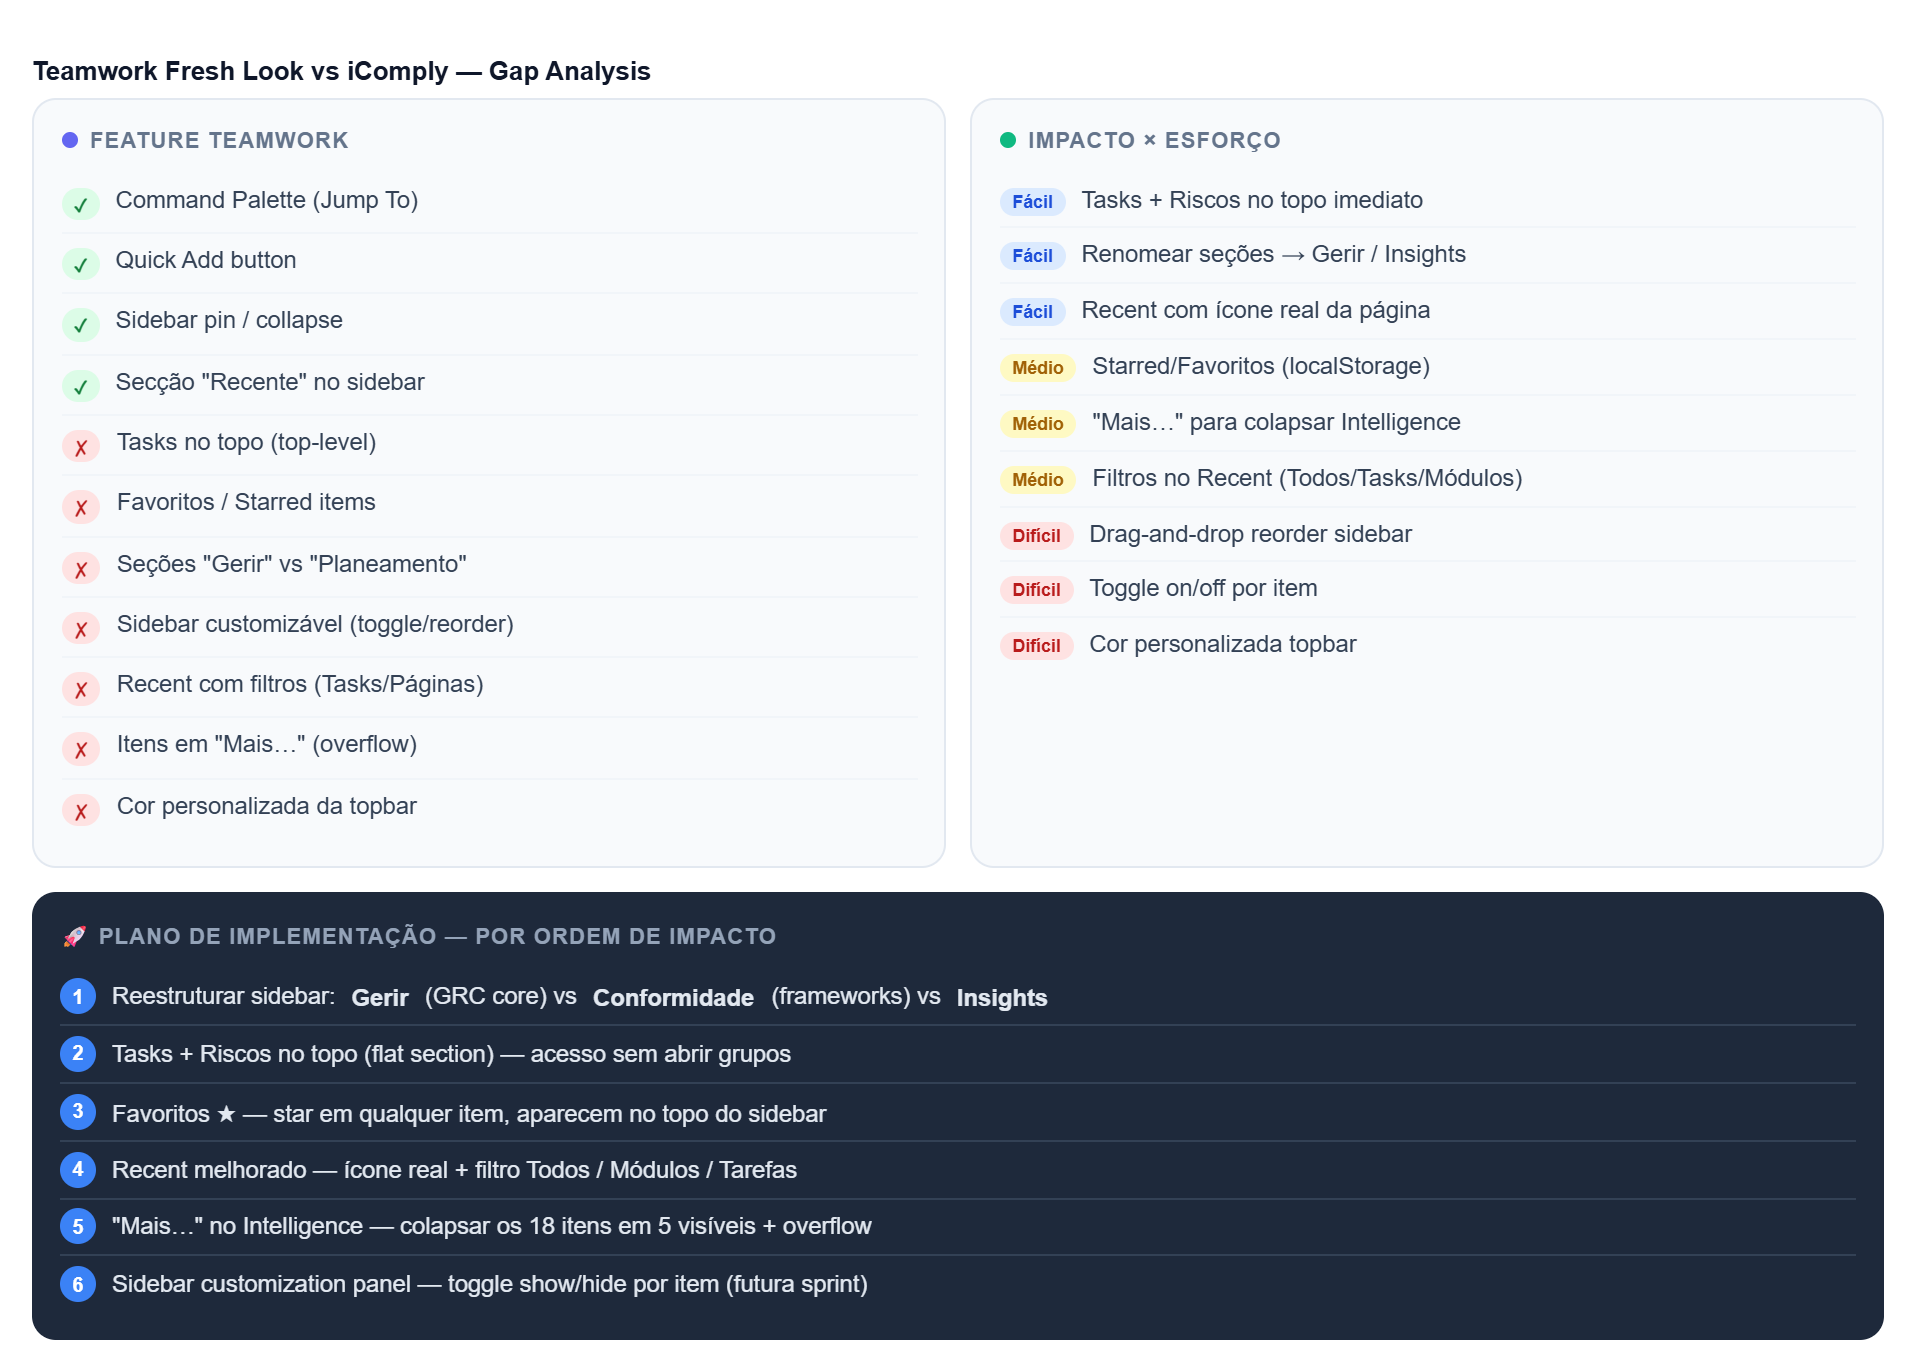 Teamwork Fresh Look vs iComply — Gap Analysis
FEATURE TEAMWORK
✓ Command Palette (Jump To)
✓ Quick Add button
✓ Sidebar pin / collapse
✓ Secção "Recente" no sidebar
✗ Tasks no topo (top-level)
✗ Favoritos / Starred items
✗ Seções "Gerir" vs "Planeamento"
✗ Sidebar customizável (toggle/reorder)
✗ Recent com filtros (Tasks/Páginas)
✗ Itens em "Mais…" (overflow)
✗ Cor personalizada da topbar
IMPACTO × ESFORÇO
Fácil Tasks + Riscos no topo imediato
Fácil Renomear seções → Gerir / Insights
Fácil Recent com ícone real da página
Médio Starred/Favoritos (localStorage)
Médio "Mais…" para colapsar Intelligence
Médio Filtros no Recent (Todos/Tasks/Módulos)
Difícil Drag-and-drop reorder sidebar
Difícil Toggle on/off por item
Difícil Cor personalizada topbar
🚀 PLANO DE IMPLEMENTAÇÃO — POR ORDEM DE IMPACTO
1 Reestruturar sidebar: Gerir (GRC core) vs Conformidade (frameworks) vs Insights
2 Tasks + Riscos no topo (flat section) — acesso sem abrir grupos
3 Favoritos ★ — star em qualquer item, aparecem no topo do sidebar
4 Recent melhorado — ícone real + filtro Todos / Módulos / Tarefas
5 "Mais…" no Intelligence — colapsar os 18 itens em 5 visíveis + overflow
6 Sidebar customization panel — toggle show/hide por item (futura sprint)